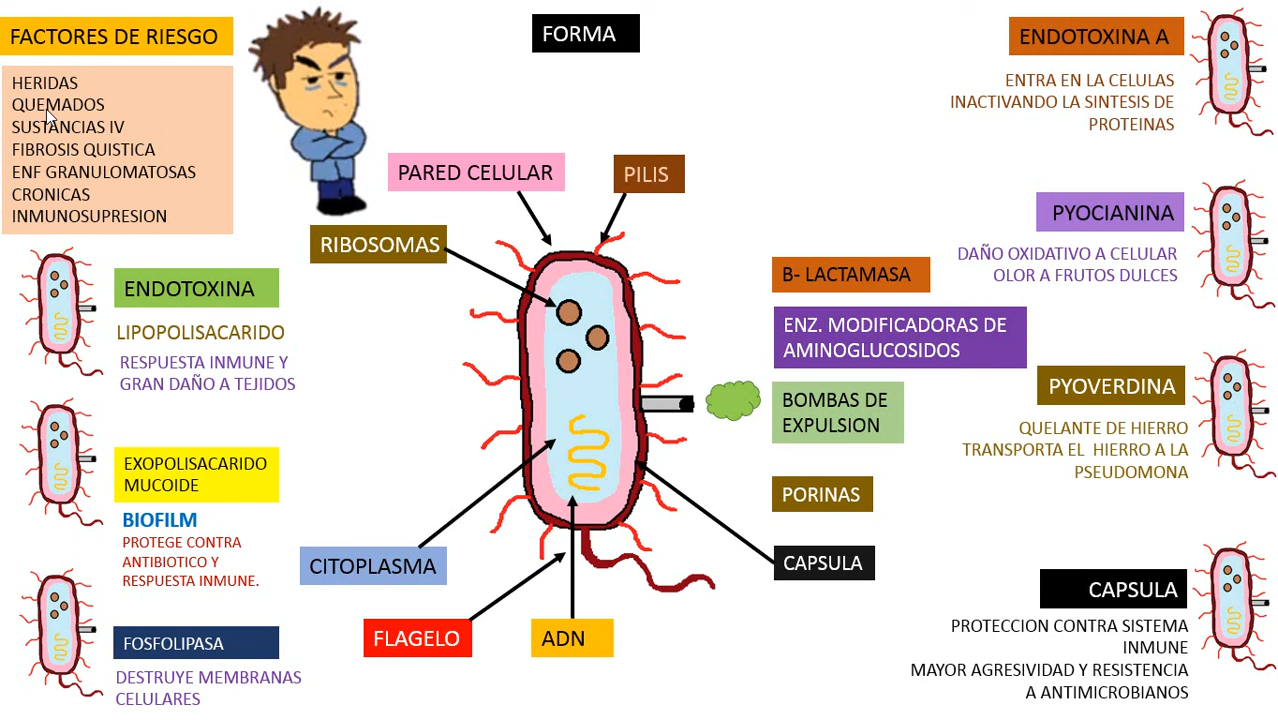 FACTORES DE RIESGO
HERIDAS
QUEMADOS
SUSTANCIAS IV
FIBROSIS QUISTICA
ENF GRANULOMATOSAS
CRONICAS
INMUNOSUPRESION
ENDOTOXINA
LIPOPOLISACARIDO
RESPUESTA INMUNE Y
GRAN DAÑO A TEJIDOS
EXOPOLISACARIDO
MUCOIDE
BIOFILM
PROTEGE CONTRA
ANTIBIOTICO Y
RESPUESTA INMUNE.
FOSFOLIPASA
DESTRUYE MEMBRANAS
CELULARES
FORMA
PARED CELULAR
PILIS
RIBOSOMAS
CITOPLASMA
FLAGELO
ADN
B- LACTAMASA
ENZ. MODIFICADORAS DE
AMINOGLUCOSIDOS
BOMBAS DE
EXPULSION
PORINAS
CAPSULA
ENDOTOXINA A
ENTRA EN LA CELULAS
INACTIVANDO LA SINTESIS DE
PROTEINAS
PYOCIANINA
DAÑO OXIDATIVO A CELULAR
OLOR A FRUTOS DULCES
PYOVERDINA
QUELANTE DE HIERRO
TRANSPORTA EL HIERRO A LA
PSEUDOMONA
CAPSULA
PROTECCION CONTRA SISTEMA
INMUNE
MAYOR AGRESIVIDAD Y RESISTENCIA
A ANTIMICROBIANOS